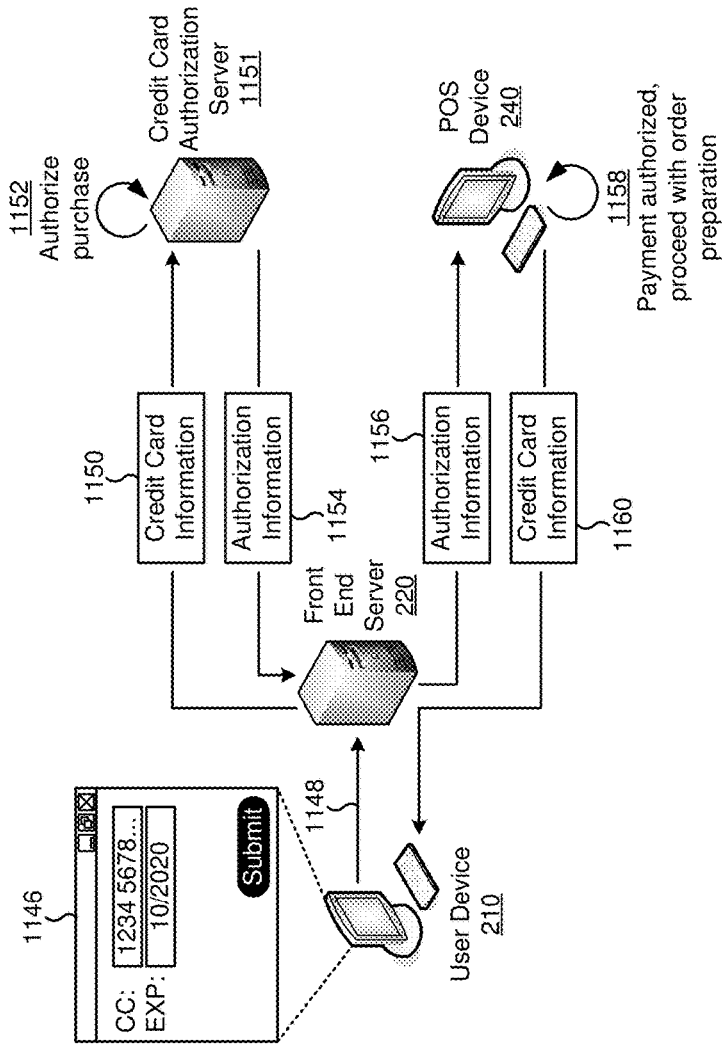 1146
CC:
1234 5678...
EXP:
10/2020
Submit
1148
User Device
210
Front
End
Server
220
1150
Credit Card
Information
Authorization
Information
1154
1156
Authorization
Information
Credit Card
Information
1160
1152
Authorize
purchase
Credit Card
Authorization
Server
1151
POS
Device
240
1158
Payment authorized,
proceed with order
preparation